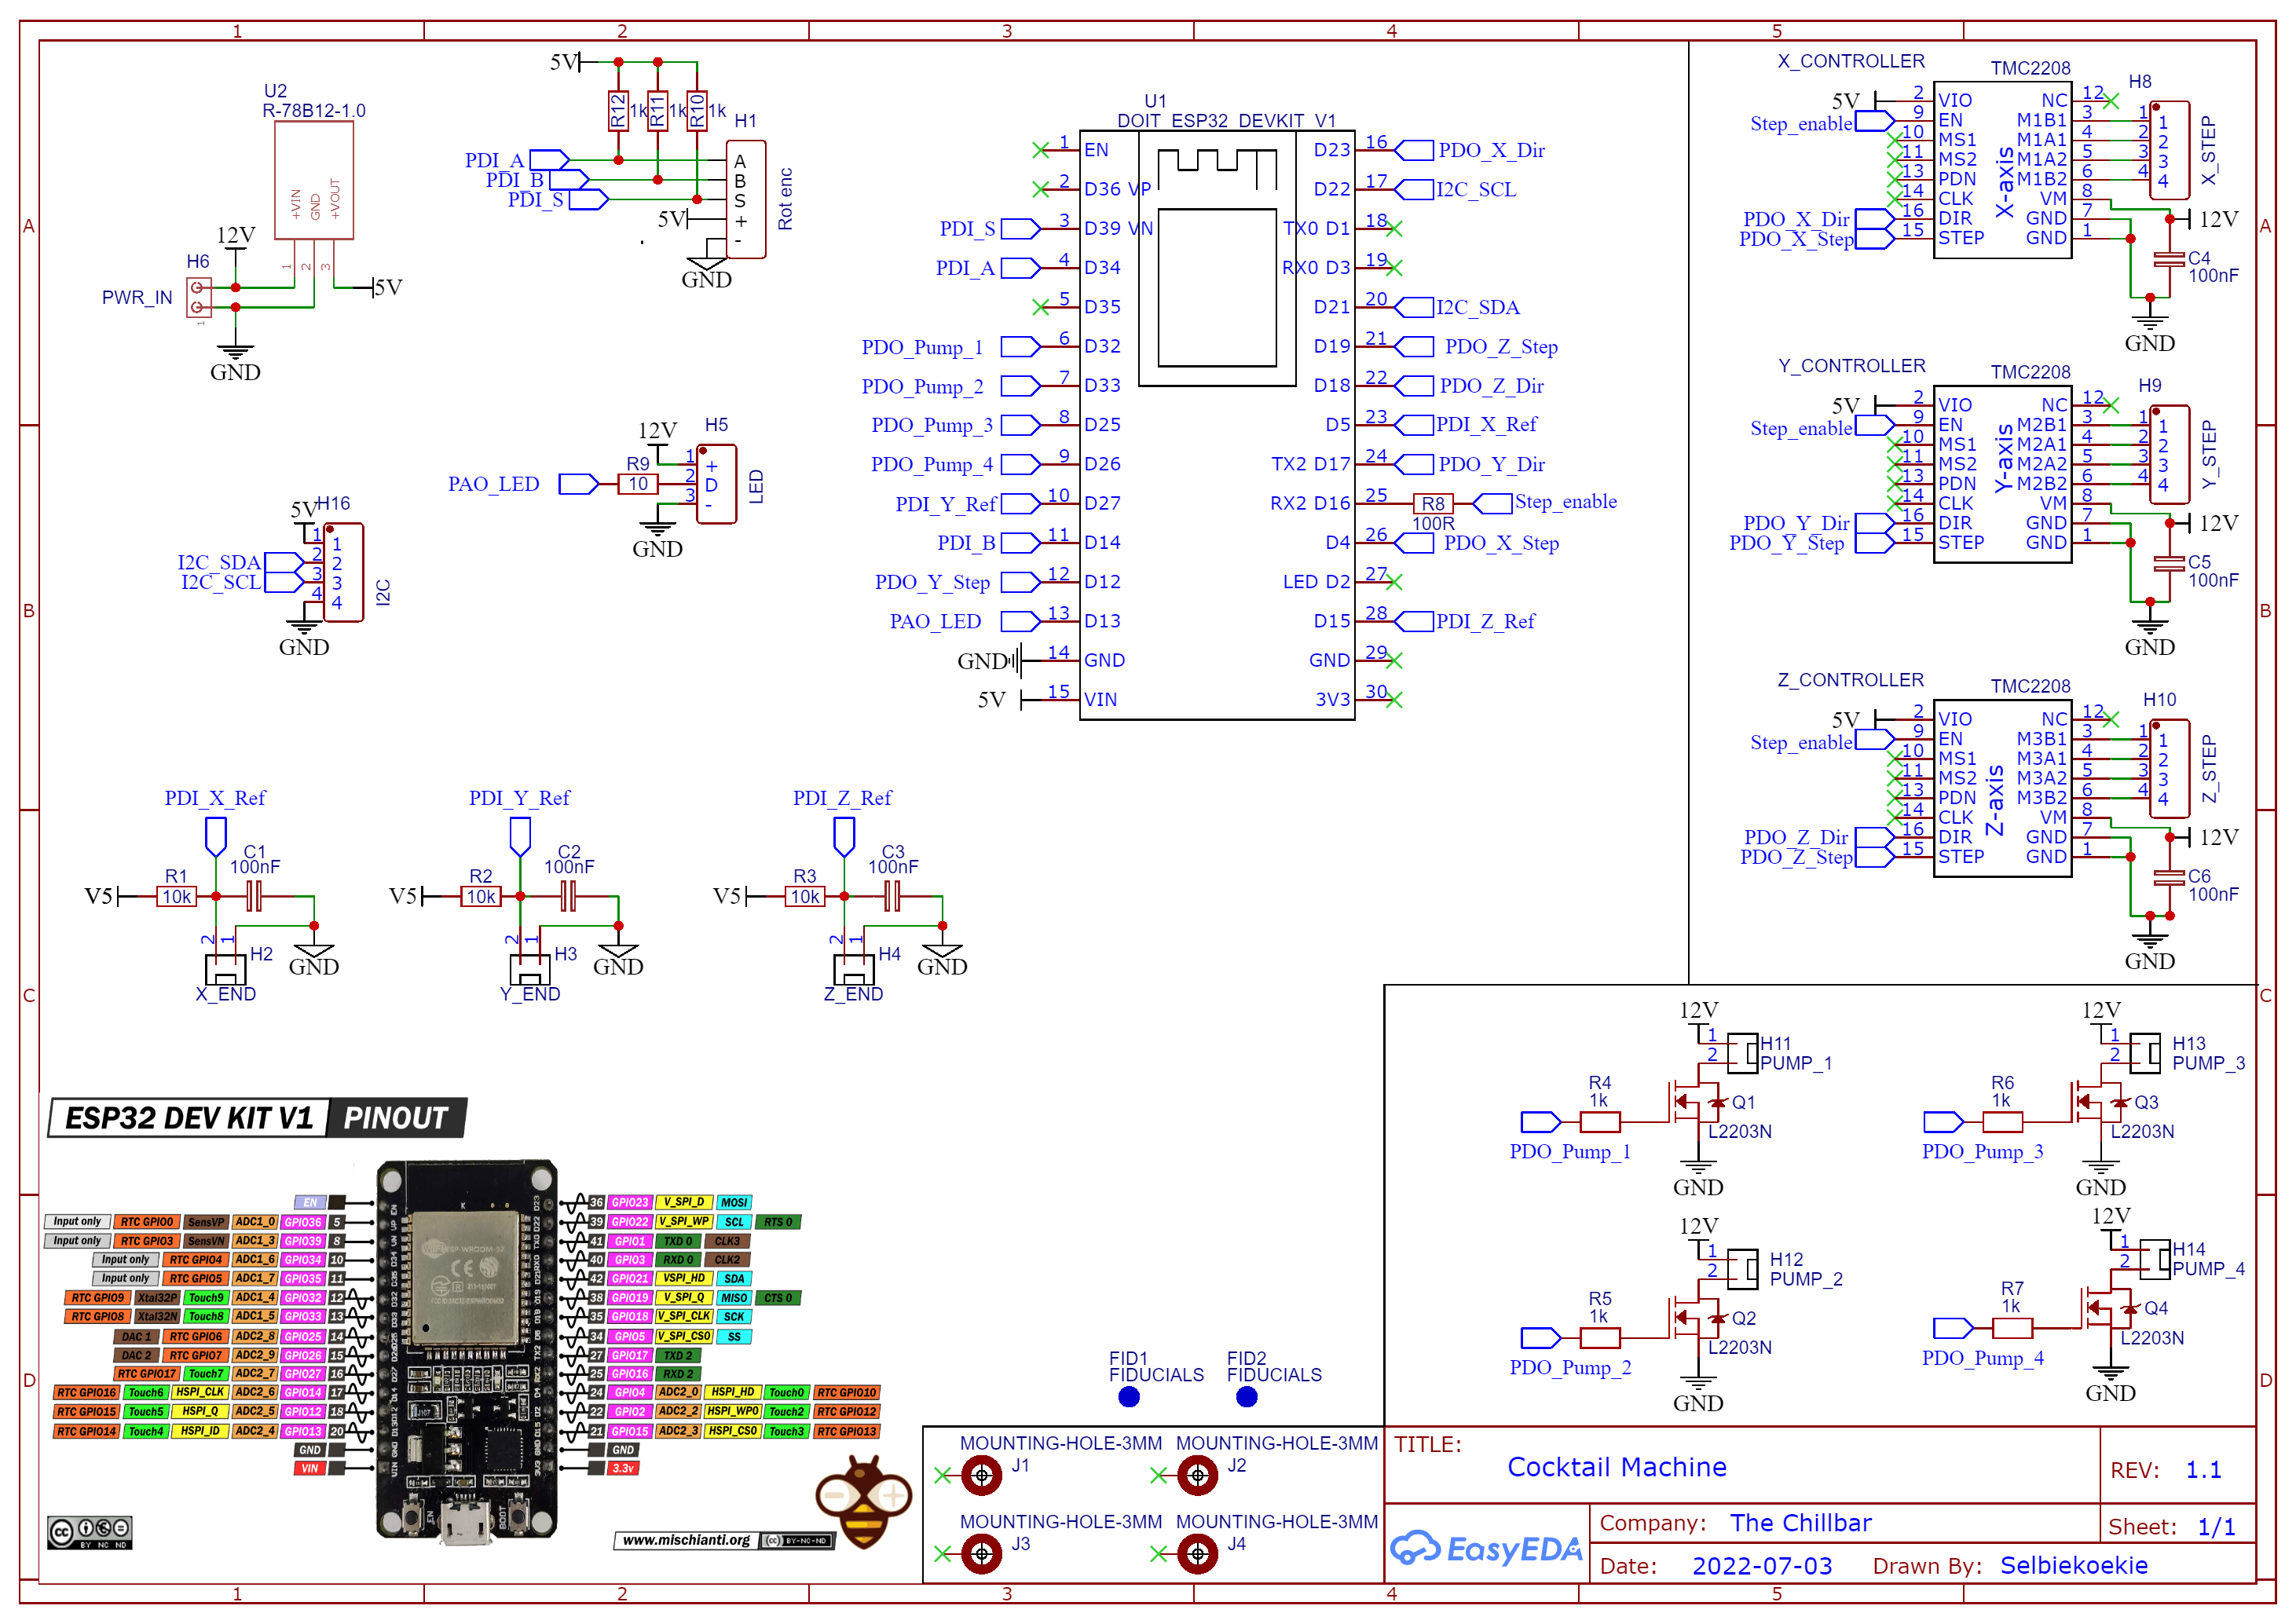 1 2 3 4 5
A B C D
U2
R-78B12-1.0
+VIN
GND
+VOUT
12V
1 2 3
5V
H6
PWR_IN
1
GND
5V
R12 1k R11 1k R10 1k
H1
PDI_A
PDI_B
PDI_S
5V
A
B
S
+
-
Rot enc
GND
12V
H5
PAO_LED
R9
10
1 +
2 D
3 -
LED
GND
5V
H16
I2C_SDA
I2C_SCL
1 1
2 2
3 3
4 4
I2C
GND
U1
DOIT_ESP32_DEVKIT_V1
1 EN
2 D36 VP
PDI_S 3 D39 VN
PDI_A 4 D34
5 D35
PDO_Pump_1 6 D32
PDO_Pump_2 7 D33
PDO_Pump_3 8 D25
PDO_Pump_4 9 D26
PDI_Y_Ref 10 D27
PDI_B 11 D14
PDO_Y_Step 12 D12
PAO_LED 13 D13
GND 14 GND
5V 15 VIN
D23 16 PDO_X_Dir
D22 17 I2C_SCL
TX0 D1 18
RX0 D3 19
D21 20 I2C_SDA
D19 21 PDO_Z_Step
D18 22 PDO_Z_Dir
D5 23 PDI_X_Ref
TX2 D17 24 PDO_Y_Dir
RX2 D16 25 R8 Step_enable
100R
D4 26 PDO_X_Step
LED D2 27
D15 28 PDI_Z_Ref
GND 29
3V3 30
X_CONTROLLER
TMC2208
H8
5V 2 VIO NC 12
Step_enable 9 EN M1B1 3 1 1
10 MS1 M1A1 4 2 2
11 MS2 M1A2 5 3 3
13 PDN M1B2 6 4 4
14 CLK VM 8
PDO_X_Dir 16 DIR GND 7 12V
PDO_X_Step 15 STEP GND 1
X-axis
X_STEP
C4
100nF
GND
Y_CONTROLLER
TMC2208
H9
5V 2 VIO NC 12
Step_enable 9 EN M2B1 3 1 1
10 MS1 M2A1 4 2 2
11 MS2 M2A2 5 3 3
13 PDN M2B2 6 4 4
14 CLK VM 8
PDO_Y_Dir 16 DIR GND 7 12V
PDO_Y_Step 15 STEP GND 1
Y-axis
Y_STEP
C5
100nF
GND
Z_CONTROLLER
TMC2208
H10
5V 2 VIO NC 12
Step_enable 9 EN M3B1 3 1 1
10 MS1 M3A1 4 2 2
11 MS2 M3A2 5 3 3
13 PDN M3B2 6 4 4
14 CLK VM 8
PDO_Z_Dir 16 DIR GND 7 12V
PDO_Z_Step 15 STEP GND 1
Z-axis
Z_STEP
C6
100nF
GND
PDI_X_Ref
C1
100nF
R1
V5 10k
2 1
H2
GND
X_END
PDI_Y_Ref
C2
100nF
R2
V5 10k
2 1
H3
GND
Y_END
PDI_Z_Ref
C3
100nF
R3
V5 10k
2 1
H4
GND
Z_END
12V
1 H11
2 PUMP_1
R4
1k
Q1
L2203N
PDO_Pump_1
GND
12V
1 H13
2 PUMP_3
R6
1k
Q3
L2203N
PDO_Pump_3
GND
12V
1 H12
2 PUMP_2
R5
1k
Q2
L2203N
PDO_Pump_2
GND
12V
1 H14
2 PUMP_4
R7
1k
Q4
L2203N
PDO_Pump_4
GND
ESP32 DEV KIT V1 PINOUT
EN
Input only RTC GPIO0 SensVP ADC1_0 GPIO36 5
Input only RTC GPIO3 SensVN ADC1_3 GPIO39 8
Input only RTC GPIO4 ADC1_6 GPIO34 10
Input only RTC GPIO5 ADC1_7 GPIO35 11
RTC GPIO9 Xtal32P Touch9 ADC1_4 GPIO32 12
RTC GPIO8 Xtal32N Touch8 ADC1_5 GPIO33 13
DAC 1 RTC GPIO6 ADC2_8 GPIO25 14
DAC 2 RTC GPIO7 ADC2_9 GPIO26 15
RTC GPIO17 Touch7 ADC2_7 GPIO27 16
RTC GPIO16 Touch6 HSPI_CLK ADC2_6 GPIO14 17
RTC GPIO15 Touch5 HSPI_Q ADC2_5 GPIO12 18
RTC GPIO14 Touch4 HSPI_ID ADC2_4 GPIO13 20
GND
VIN
36 GPIO23 V_SPI_D MOSI
39 GPIO22 V_SPI_WP SCL RTS 0
41 GPIO1 TXD 0 CLK3
40 GPIO3 RXD 0 CLK2
42 GPIO21 VSPI_HD SDA
38 GPIO19 V_SPI_Q MISO CTS 0
35 GPIO18 V_SPI_CLK SCK
34 GPIO5 V_SPI_CS0 SS
27 GPIO17 TXD 2
25 GPIO16 RXD 2
24 GPIO4 ADC2_0 HSPI_HD Touch0 RTC GPIO10
22 GPIO2 ADC2_2 HSPI_WP0 Touch2 RTC GPIO12
21 GPIO15 ADC2_3 HSPI_CS0 Touch3 RTC GPIO13
GND
3.3v
EN
BOOT
cc BY NC ND
www.mischianti.org cc BY-NC-ND
FID1
FIDUCIALS
FID2
FIDUCIALS
MOUNTING-HOLE-3MM MOUNTING-HOLE-3MM
J1 J2
MOUNTING-HOLE-3MM MOUNTING-HOLE-3MM
J3 J4
TITLE:
Cocktail Machine
REV: 1.1
EasyEDA
Company: The Chillbar
Sheet: 1/1
Date: 2022-07-03 Drawn By: Selbiekoekie
A B C D
1 2 3 4 5